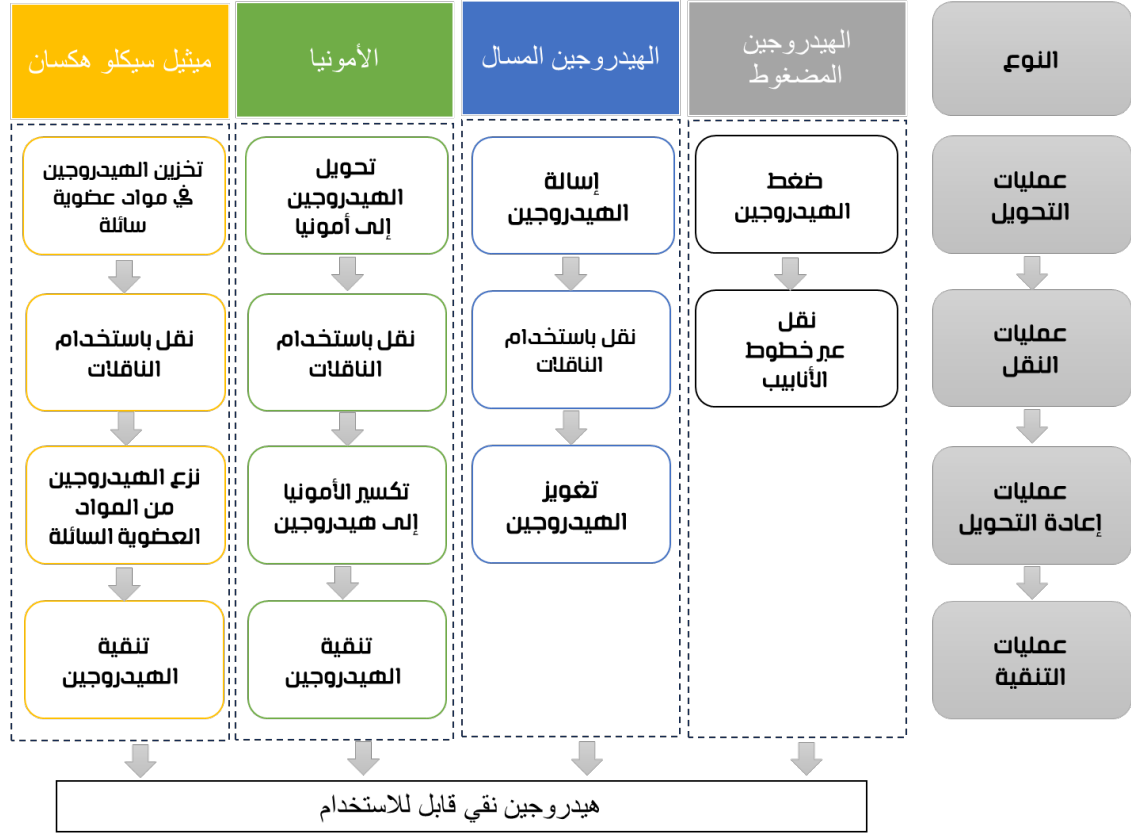 النوع
الهيدروجين
المضغوط
الهيدروجين المسال
الأمونيا
ميثيل سيكلو هكسان
عمليات
التحويل
ضغط
الهيدروجين
إسالة
الهيدروجين
تحويل
الهيدروجين
إلى أمونيا
تخزين الهيدروجين
في مواد عضوية
سائلة
عمليات
النقل
نقل
عبر خطوط
الأنابيب
نقل باستخدام
الناقلات
نقل باستخدام
الناقلات
نقل باستخدام
الناقلات
عمليات
إعادة التحويل
تغويز
الهيدروجين
تكسير الأمونيا
إلى هيدروجين
نزع الهيدروجين
من المواد
العضوية السائلة
عمليات
التنقية
تنقية
الهيدروجين
تنقية
الهيدروجين
هيدروجين نقي قابل للاستخدام